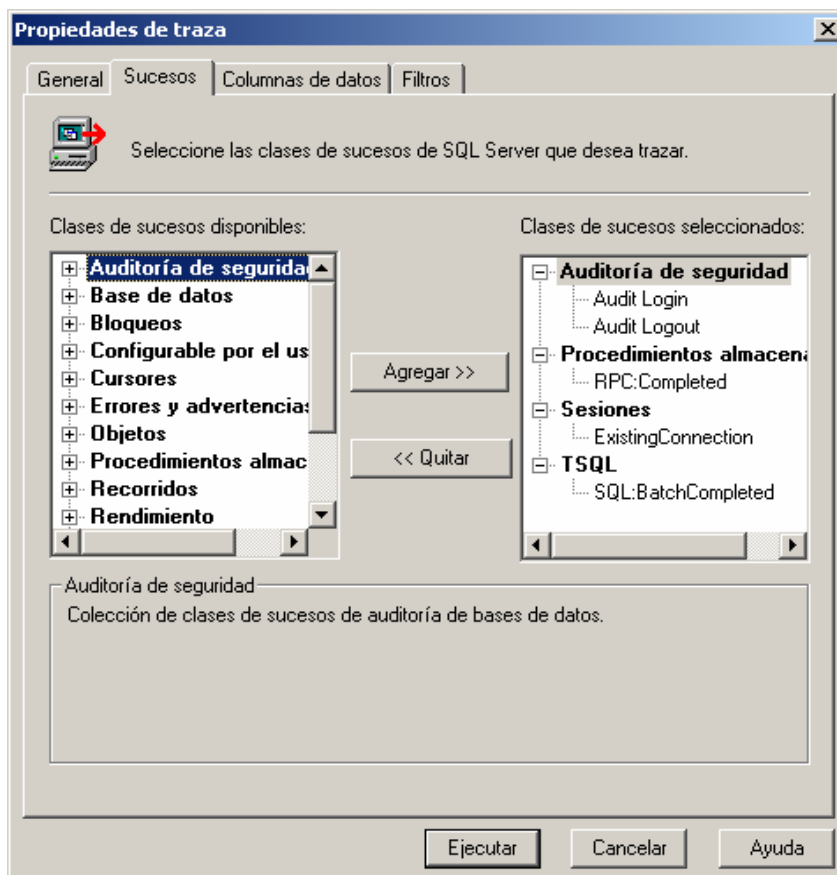 Propiedades de traza
General Sucesos Columnas de datos Filtros
Seleccione las clases de sucesos de SQL Server que desea trazar.
Clases de sucesos disponibles:
Auditoría de segurida
Base de datos
Bloqueos
Configurable por el us
Cursores
Errores y advertencias
Objetos
Procedimientos almac
Recorridos
Rendimiento
Agregar >>
<< Quitar
Clases de sucesos seleccionados:
Auditoría de seguridad
Audit Login
Audit Logout
Procedimientos almacena
RPC:Completed
Sesiones
ExistingConnection
TSQL
SQL:BatchCompleted
Auditoría de seguridad
Colección de clases de sucesos de auditoría de bases de datos.
Ejecutar Cancelar Ayuda